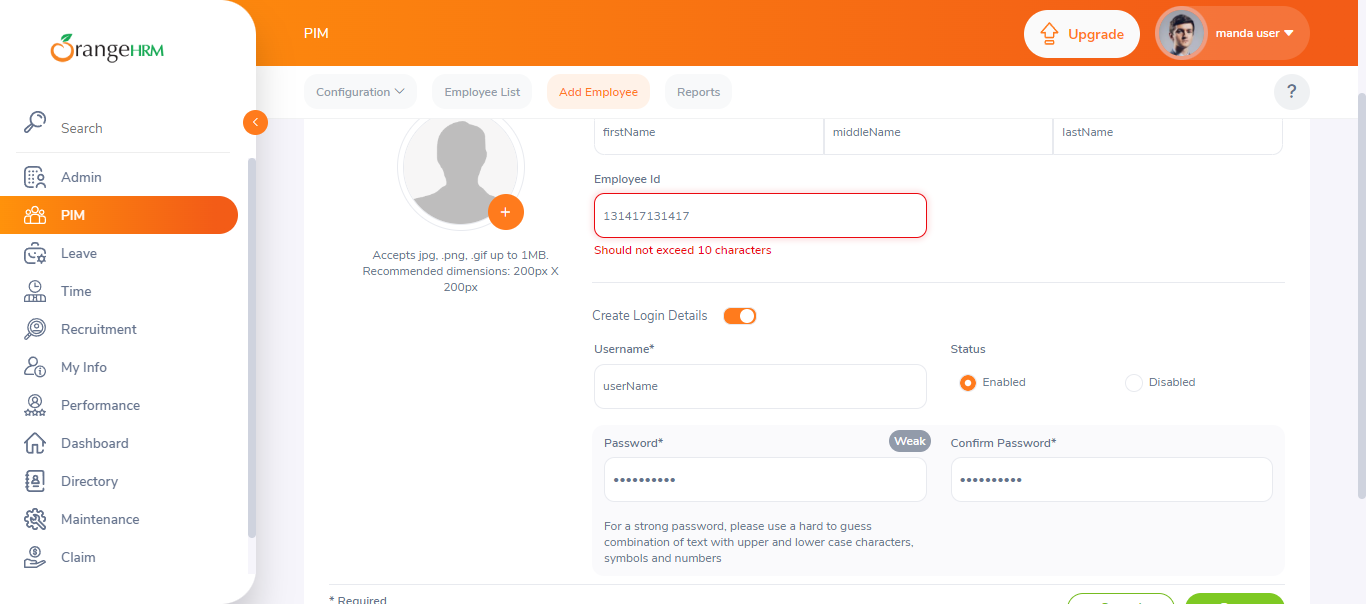 OrangeHRM
PIM
Upgrade
manda user
Configuration
Employee List
Add Employee
Reports
?
Search
Admin
PIM
Leave
Time
Recruitment
My Info
Performance
Dashboard
Directory
Maintenance
Claim
Accepts jpg, .png, .gif up to 1MB.
Recommended dimensions: 200px X
200px
firstName
middleName
lastName
Employee Id
131417131417
Should not exceed 10 characters
Create Login Details
Username*
userName
Status
Enabled
Disabled
Password*
Weak
••••••••••
Confirm Password*
••••••••••
For a strong password, please use a hard to guess
combination of text with upper and lower case characters,
symbols and numbers
* Required